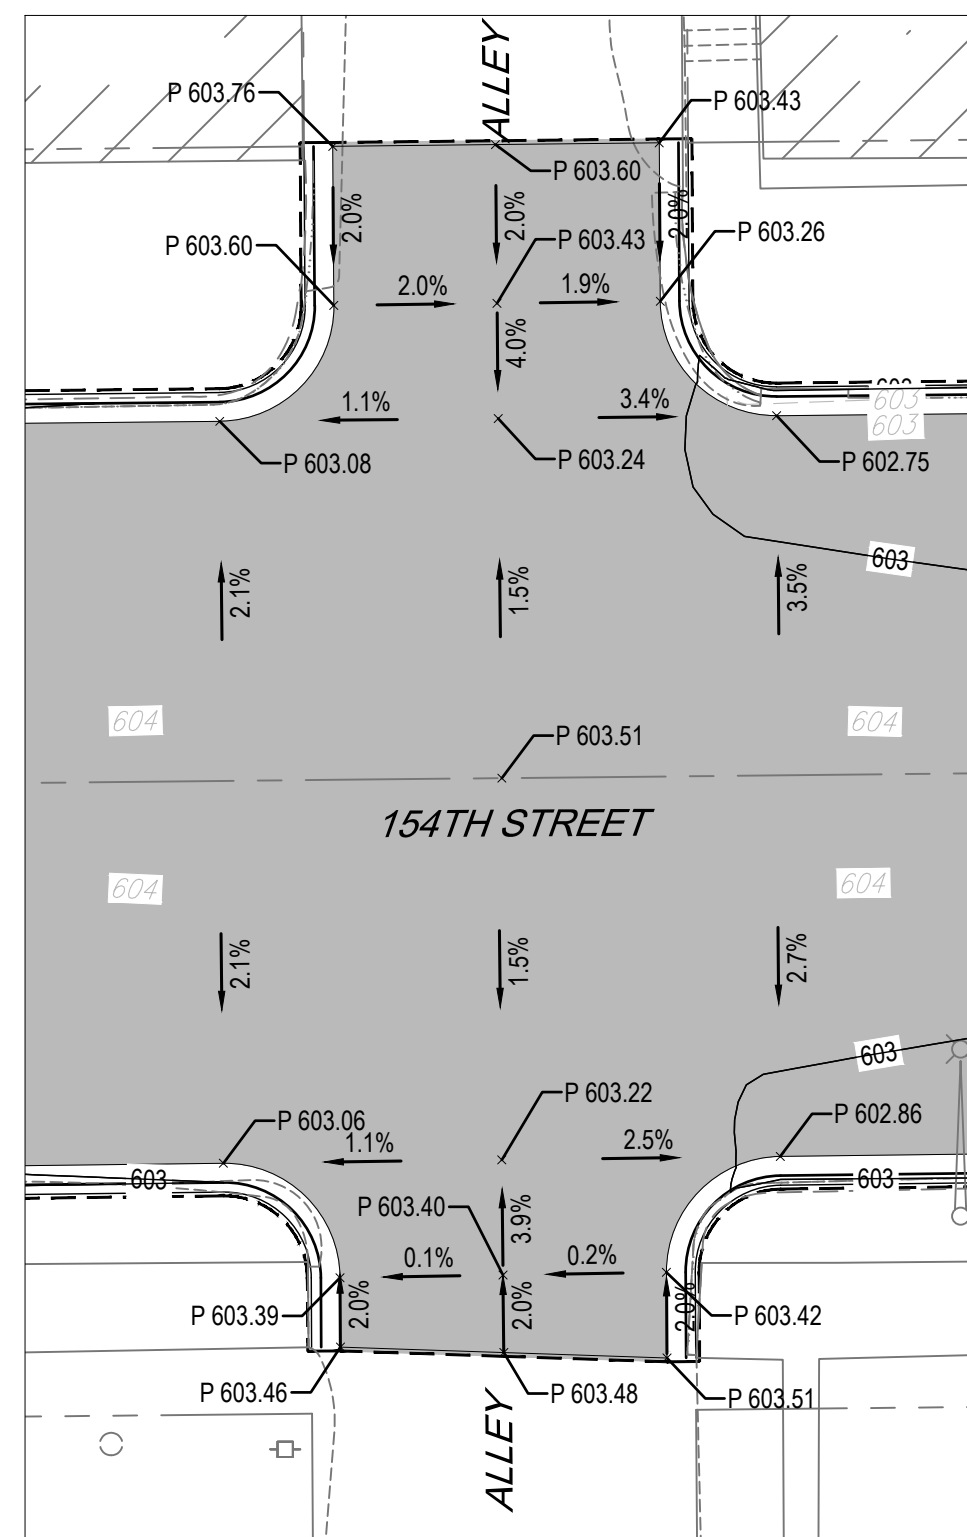 ALLEY
P 603.76
P 603.43
P 603.60
2.0%
2.0%
2.0%
P 603.60
P 603.43
P 603.26
2.0%
1.9%
4.0%
1.1%
3.4%
603
603
603
P 603.08
P 603.24
P 602.75
603
2.1%
1.5%
3.5%
604
604
P 603.51
154TH STREET
604
604
2.1%
1.5%
2.7%
603
P 603.22
P 602.86
P 603.06
1.1%
2.5%
603
603
P 603.40
3.9%
0.1%
0.2%
2.0%
2.0%
2.0%
P 603.39
P 603.42
P 603.46
P 603.48
P 603.51
ALLEY